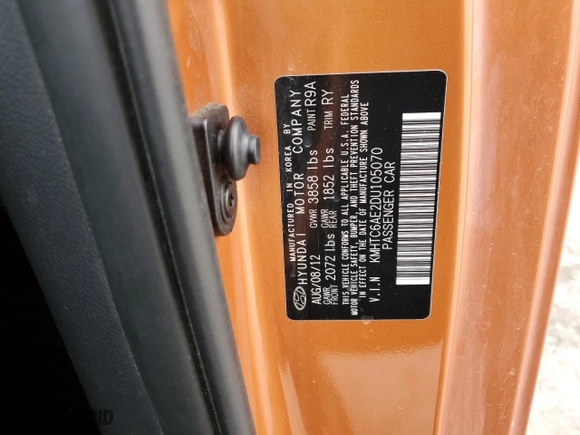 MANUFACTURED IN KOREA BY
HYUNDAI MOTOR COMPANY
AUG/08/12 GVWR 3858 lbs PAINT R9A
GAWR FRONT 2072 lbs GAWR REAR 1852 lbs TRIM RY
THIS VEHICLE CONFORMS TO ALL APPLICABLE U.S.A. FEDERAL
MOTOR VEHICLE SAFETY, BUMPER, AND THEFT PREVENTION STANDARDS
IN EFFECT ON THE DATE OF MANUFACTURE SHOWN ABOVE
V.I.N KMHTC6AE2DU105070
PASSENGER CAR